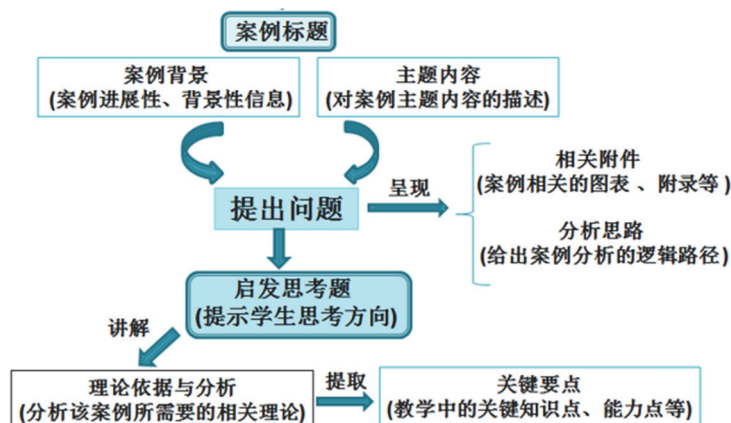 案例标题
案例背景
(案例进展性、背景性信息)
主题内容
(对案例主题内容的描述)
提出问题
呈现
相关附件
(案例相关的图表 、附录等 )
分析思路
(给出案例分析的逻辑路径)
启发思考题
(提示学生思考方向)
讲解
理论依据与分析
(分析该案例所需要的相关理论)
提取
关键要点
(教学中的关键知识点、能力点等)